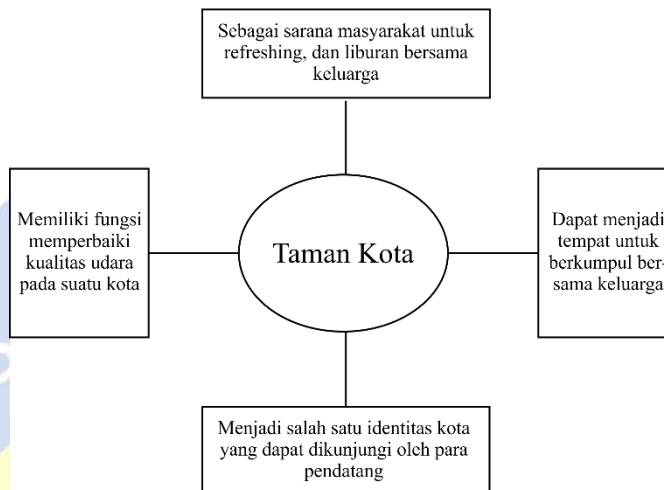 Sebagai sarana masyarakat untuk
refreshing, dan liburan bersama
keluarga
Memiliki fungsi
memperbaiki
kualitas udara
pada suatu kota
Taman Kota
Dapat menjadi
tempat untuk
berkumpul ber-
sama keluarga
Menjadi salah satu identitas kota
yang dapat dikunjungi oleh para
pendatang